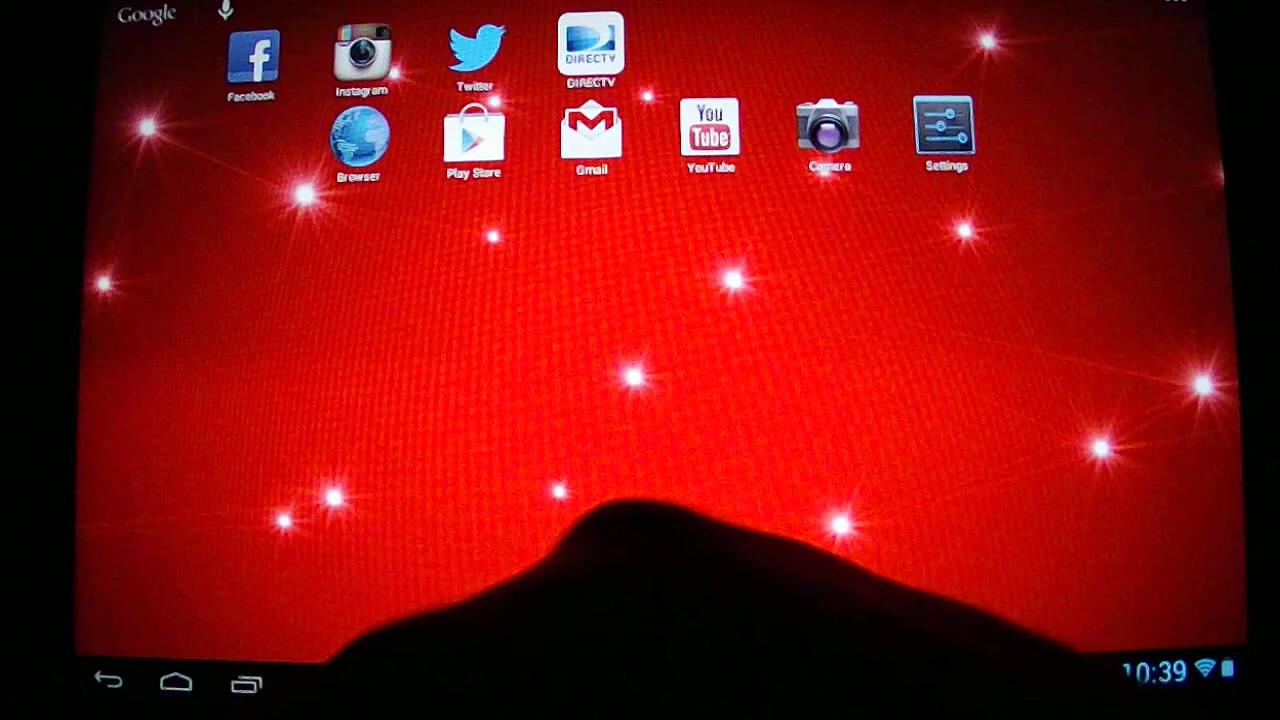 Google
DIRECTV
Facebook Instagram Twitter DIRECTV
You
Tube
Browser Play Store Gmail YouTube Camera Settings
10:39